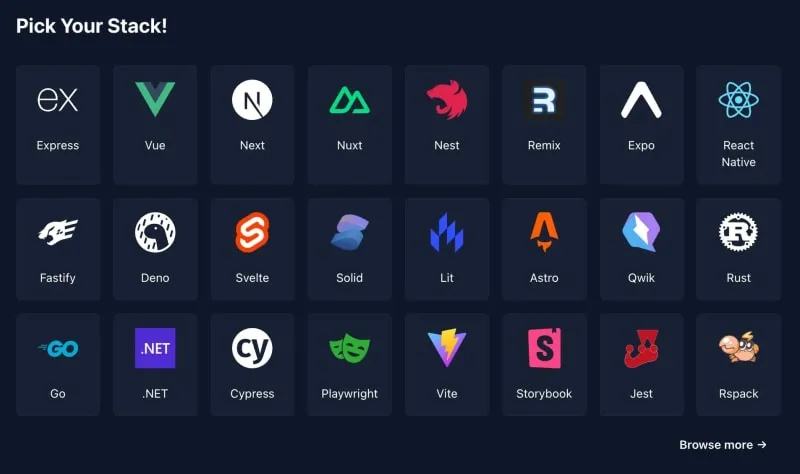 Pick Your Stack!
ex
N
R
Express
Vue
Next
Nuxt
Nest
Remix
Expo
React
Native
S
R
Fastify
Deno
Svelte
Solid
Lit
Astro
Qwik
Rust
GO
.NET
cy
S
Go
.NET
Cypress
Playwright
Vite
Storybook
Jest
Rspack
Browse more →